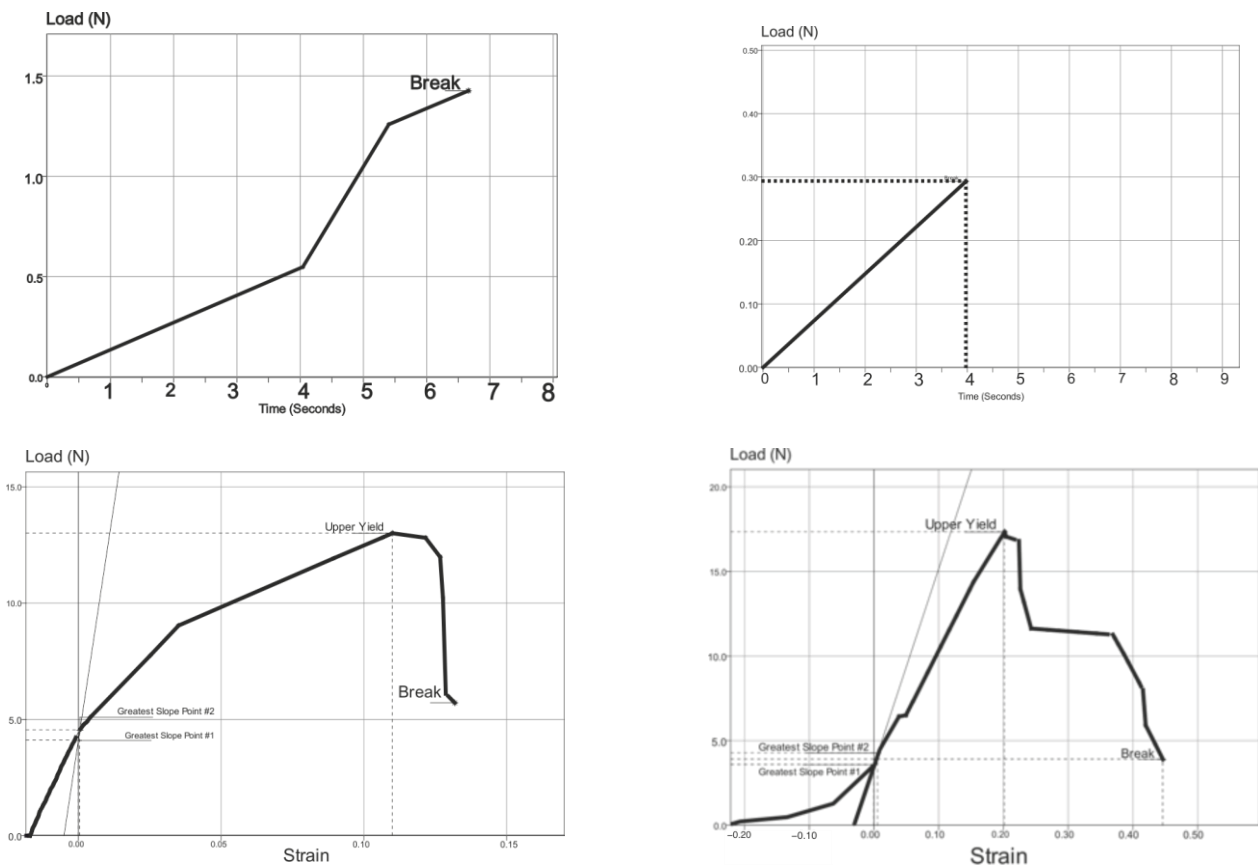 Load (N)
1.5
1.0
0.5
0.0
Break
0
1 2 3 4 5 6 7 8
Time (Seconds)
Load (N)
0.50
0.40
0.30
0.20
0.10
0.00
0 1 2 3 4 5 6 7 8 9
Time (Seconds)
Load (N)
15.0
10.0
5.0
0.0
Upper Yield
Greatest Slope Point #2
Greatest Slope Point #1
Break
0.00 0.05 0.10 0.15
Strain
Load (N)
20.0
15.0
10.0
5.0
0.0
Upper Yield
Greatest Slope Point #2
Greatest Slope Point #1
Break
−0.20 −0.10 0.00 0.10 0.20 0.30 0.40 0.50
Strain